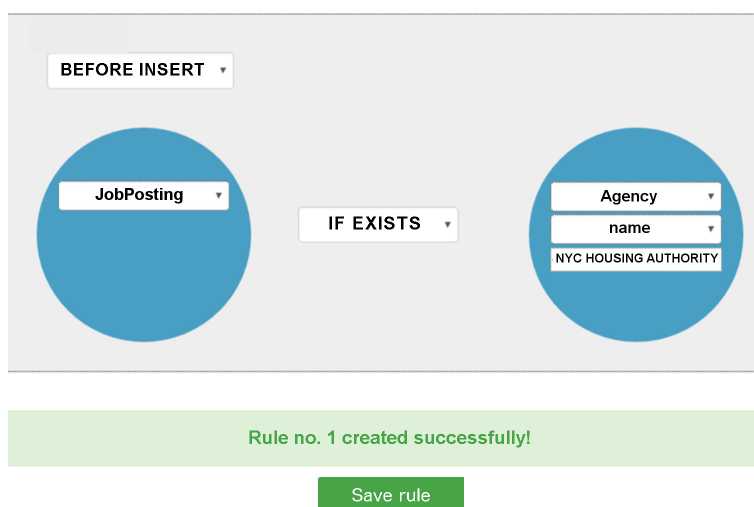 BEFORE INSERT
JobPosting
IF EXISTS
Agency
name
NYC HOUSING AUTHORITY
Rule no. 1 created successfully!
Save rule